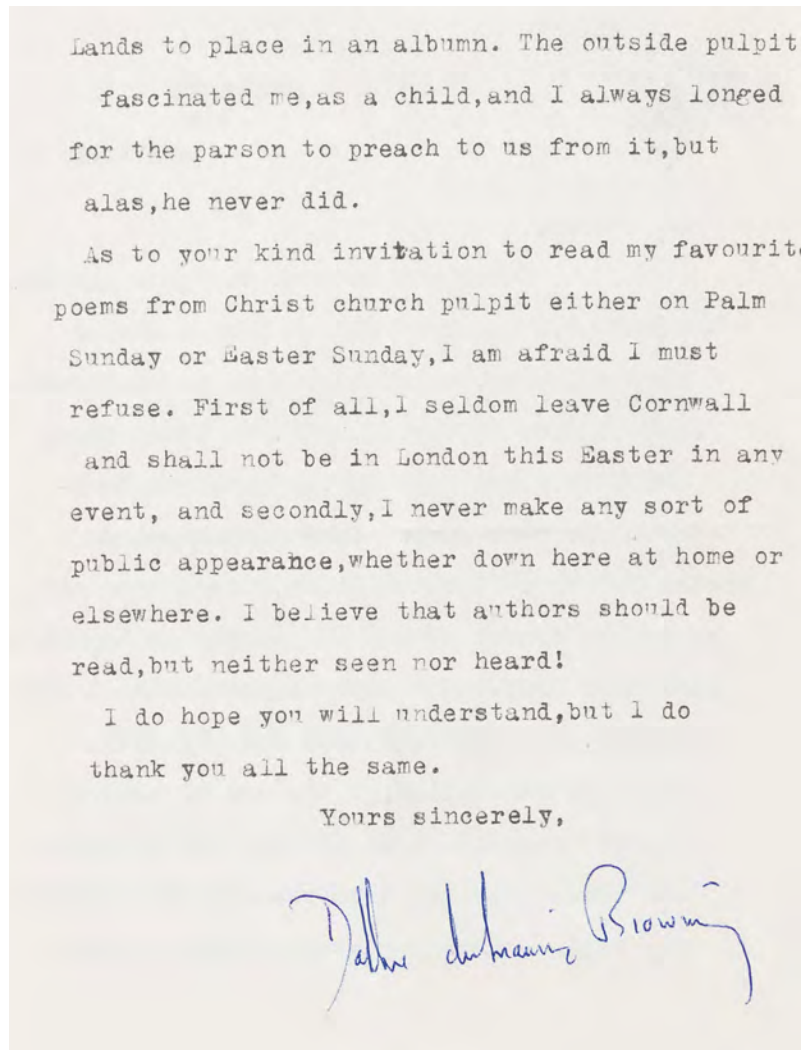 Lands to place in an albumn. The outside pulpit
fascinated me,as a child,and I always longed
for the parson to preach to us from it,but
alas,he never did.
As to your kind invitation to read my favourite
poems from Christ church pulpit either on Palm
Sunday or Easter Sunday,I am afraid I must
refuse. First of all,I seldom leave Cornwall
and shall not be in London this Easter in any
event, and secondly,I never make any sort of
public appearance,whether down here at home or
elsewhere. I believe that authors should be
read,but neither seen nor heard!
I do hope you will understand,but I do
thank you all the same.
Yours sincerely,
Daphne du Maurier Browning